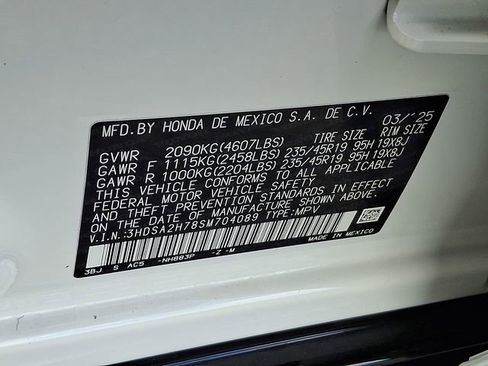 MFD.BY HONDA DE MEXICO S.A. DE C.V. 03/'25
GVWR 2090KG(4607LBS) TIRE SIZE RIM SIZE
GAWR F 1115KG(2458LBS) 235/45R19 95H 19X8J
GAWR R 1000KG(2204LBS) 235/45R19 95H 19X8J
THIS VEHICLE CONFORMS TO ALL APPLICABLE
FEDERAL MOTOR VEHICLE SAFETY
AND THEFT PREVENTION STANDARDS IN EFFECT
ON THE DATE OF MANUFACTURE SHOWN ABOVE.
V.I.N.:3HDSA2H78SM704089 TYPE:MPV
3BJ S AC5 -NH883P -Z -M MADE IN MEXICO